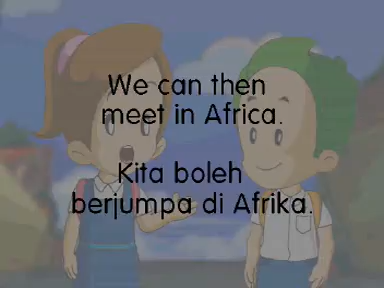 We can then
meet in Africa.
Kita boleh
berjumpa di Afrika.